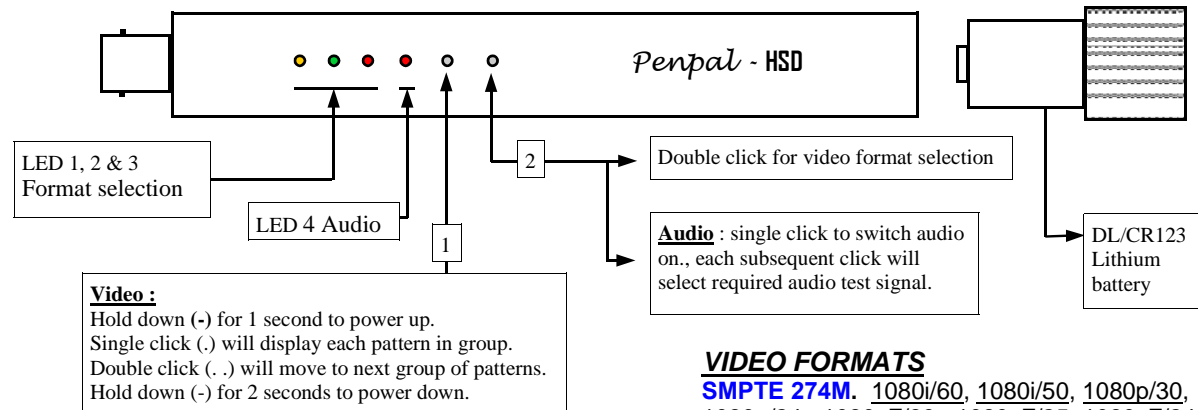 Penpal - HSD
LED 1, 2 & 3
Format selection
LED 4 Audio
1
2
Double click for video format selection
Audio : single click to switch audio
on., each subsequent click will
select required audio test signal.
DL/CR123
Lithium
battery
Video :
Hold down (-) for 1 second to power up.
Single click (.) will display each pattern in group.
Double click (. .) will move to next group of patterns.
Hold down (-) for 2 seconds to power down.
VIDEO FORMATS
SMPTE 274M. 1080i/60, 1080i/50, 1080p/30,